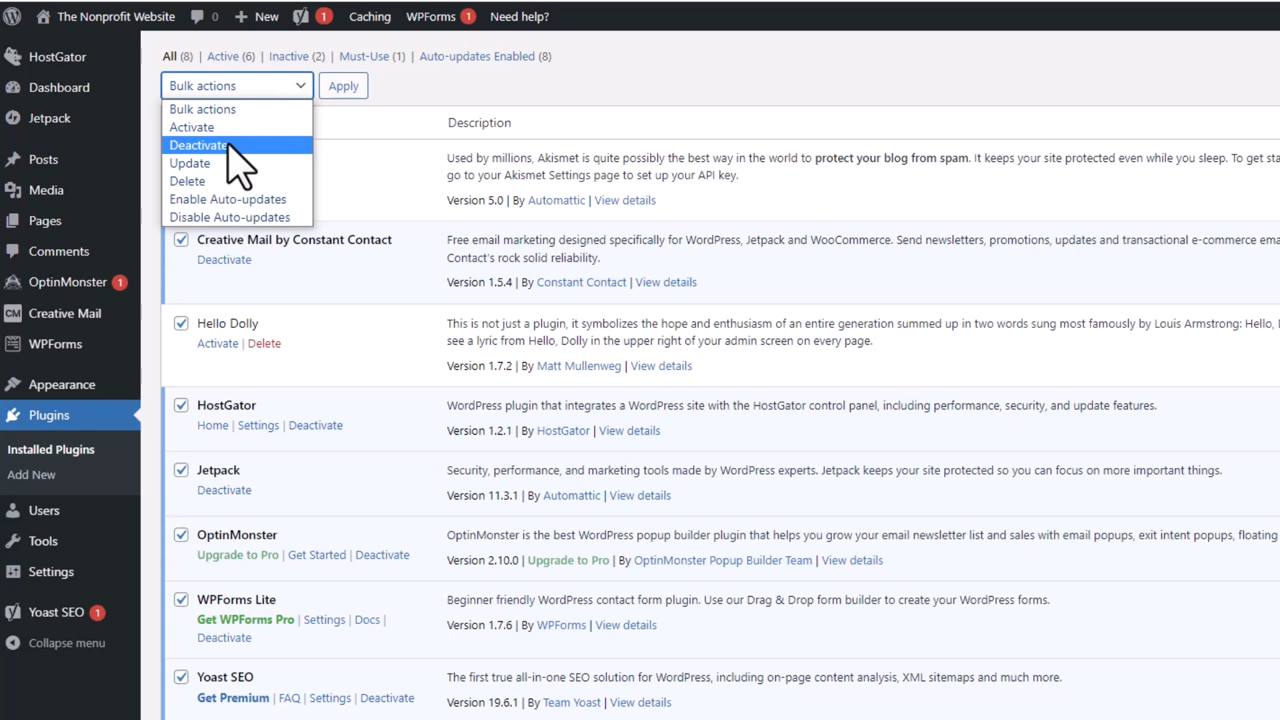 The Nonprofit Website 0 New 1 Caching WPForms 1 Need help?
HostGator
Dashboard
Jetpack
Posts
Media
Pages
Comments
OptinMonster 1
CM Creative Mail
WPForms
Appearance
Plugins
Installed Plugins
Add New
Users
Tools
Settings
Yoast SEO 1
Collapse menu
All (8) | Active (6) | Inactive (2) | Must-Use (1) | Auto-updates Enabled (8)
Bulk actions Apply
Bulk actions
Activate
Deactivate
Update
Delete
Enable Auto-updates
Disable Auto-updates
Description
Used by millions, Akismet is quite possibly the best way in the world to protect your blog from spam. It keeps your site protected even while you sleep. To get sta
go to your Akismet Settings page to set up your API key.
Version 5.0 | By Automattic | View details
Creative Mail by Constant Contact
Deactivate
Free email marketing designed specifically for WordPress, Jetpack and WooCommerce. Send newsletters, promotions, updates and transactional e-commerce ema
Contact's rock solid reliability.
Version 1.5.4 | By Constant Contact | View details
Hello Dolly
Activate | Delete
This is not just a plugin, it symbolizes the hope and enthusiasm of an entire generation summed up in two words sung most famously by Louis Armstrong: Hello, D
see a lyric from Hello, Dolly in the upper right of your admin screen on every page.
Version 1.7.2 | By Matt Mullenweg | View details
HostGator
Home | Settings | Deactivate
WordPress plugin that integrates a WordPress site with the HostGator control panel, including performance, security, and update features.
Version 1.2.1 | By HostGator | View details
Jetpack
Deactivate
Security, performance, and marketing tools made by WordPress experts. Jetpack keeps your site protected so you can focus on more important things.
Version 11.3.1 | By Automattic | View details
OptinMonster
Upgrade to Pro | Get Started | Deactivate
OptinMonster is the best WordPress popup builder plugin that helps you grow your email newsletter list and sales with email popups, exit intent popups, floating
Version 2.10.0 | Upgrade to Pro | By OptinMonster Popup Builder Team | View details
WPForms Lite
Get WPForms Pro | Settings | Docs |
Deactivate
Beginner friendly WordPress contact form plugin. Use our Drag & Drop form builder to create your WordPress forms.
Version 1.7.6 | By WPForms | View details
Yoast SEO
Get Premium | FAQ | Settings | Deactivate
The first true all-in-one SEO solution for WordPress, including on-page content analysis, XML sitemaps and much more.
Version 19.6.1 | By Team Yoast | View details